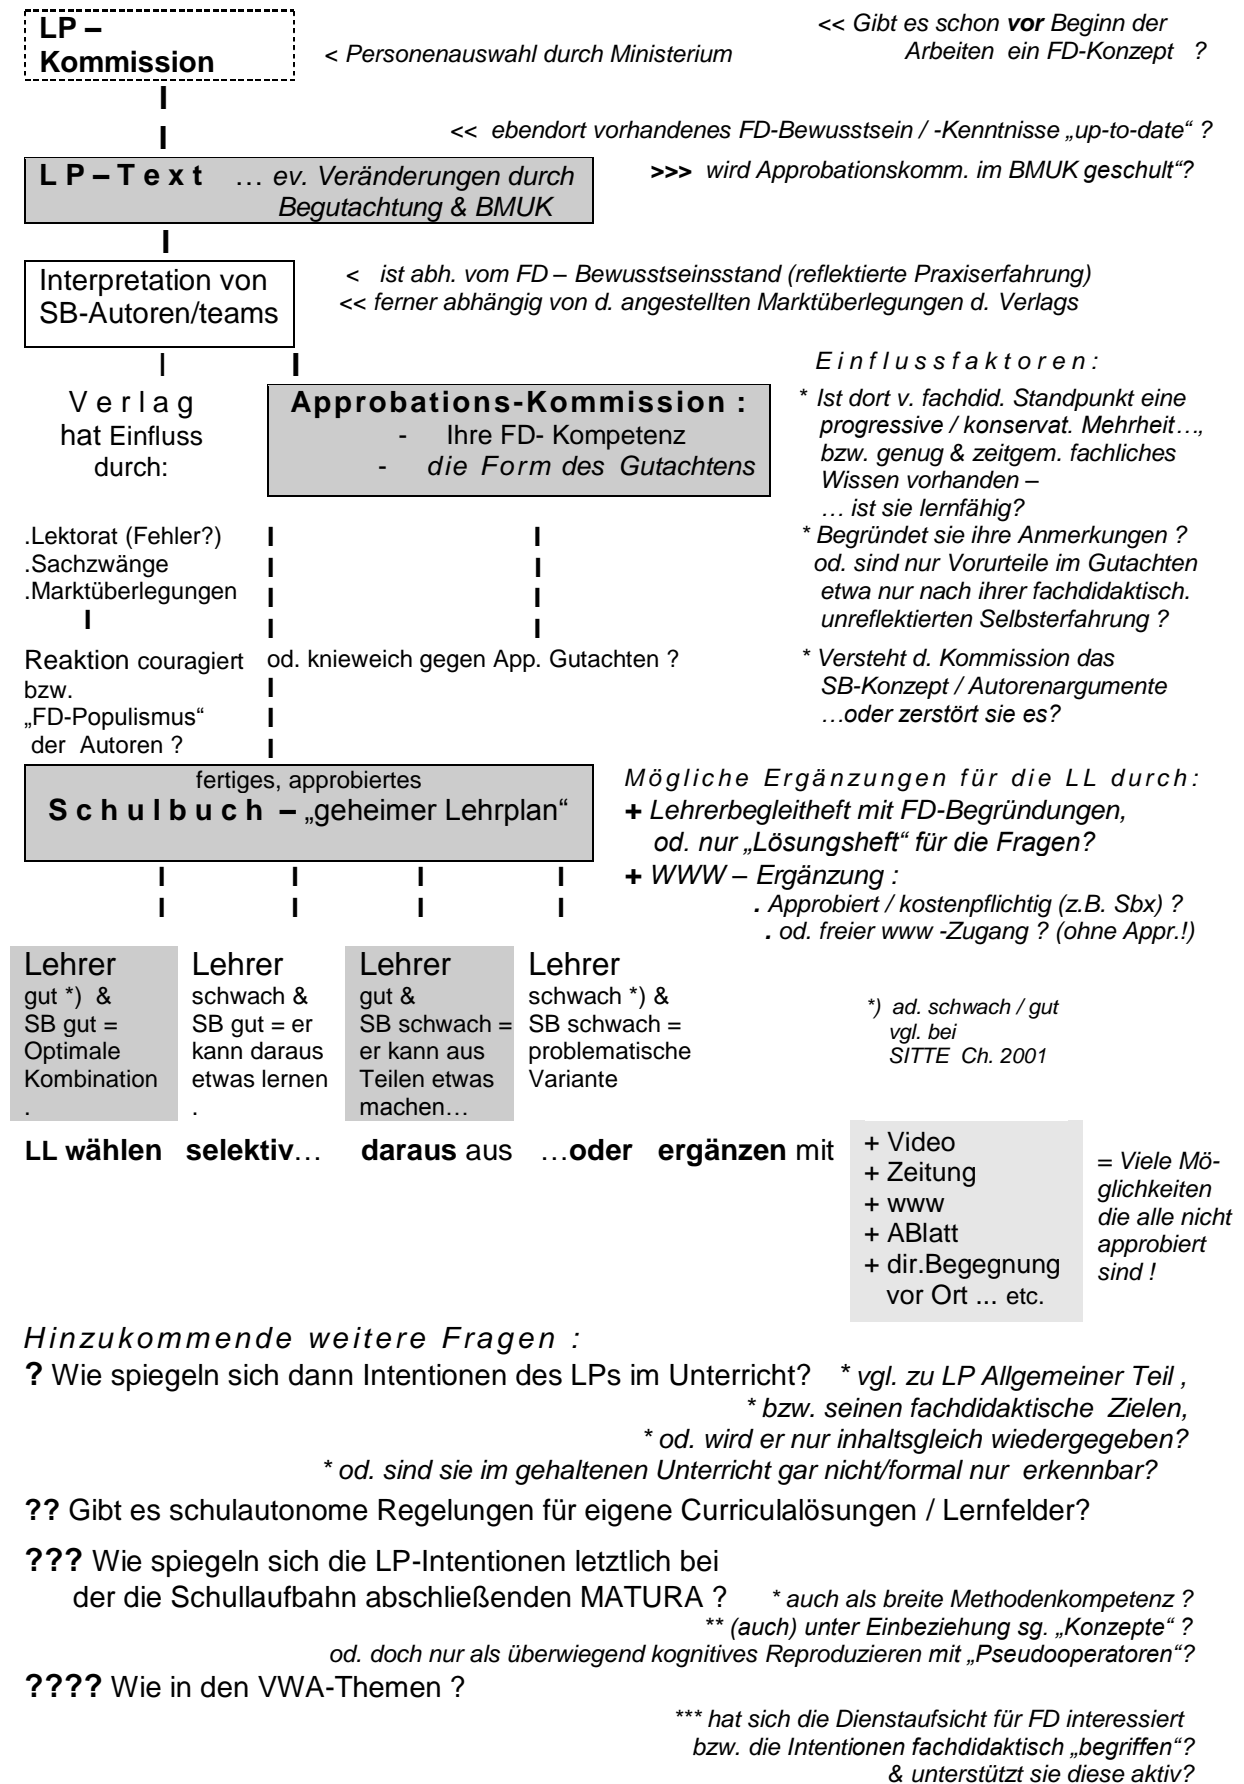 LP –
Kommission
< Personenauswahl durch Ministerium
<< Gibt es schon vor Beginn der
Arbeiten ein FD-Konzept ?
<< ebendort vorhandenes FD-Bewusstsein / -Kenntnisse „up-to-date“ ?
L P – T e x t … ev. Veränderungen durch
Begutachtung & BMUK
>>> wird Approbationskomm. im BMUK geschult“?
Interpretation von
SB-Autoren/teams
< ist abh. vom FD – Bewusstseinsstand (reflektierte Praxiserfahrung)
<< ferner abhängig von d. angestellten Marktüberlegungen d. Verlags
V e r l a g
hat Einfluss
durch:
Approbations-Kommission :
- Ihre FD- Kompetenz
- die Form des Gutachtens
E i n f l u s s f a k t o r e n :
* Ist dort v. fachdid. Standpunkt eine
progressive / konservat. Mehrheit…,
bzw. genug & zeitgem. fachliches
Wissen vorhanden –
… ist sie lernfähig?
* Begründet sie ihre Anmerkungen ?
od. sind nur Vorurteile im Gutachten
etwa nur nach ihrer fachdidaktisch.
unreflektierten Selbsterfahrung ?
* Versteht d. Kommission das
SB-Konzept / Autorenargumente
…oder zerstört sie es?
.Lektorat (Fehler?)
.Sachzwänge
.Marktüberlegungen
Reaktion couragiert od. knieweich gegen App. Gutachten ?
bzw.
„FD-Populismus“
der Autoren ?
fertiges, approbiertes
S c h u l b u c h – „geheimer Lehrplan“
M ö g l i c h e E r g ä n z u n g e n f ü r d i e L L d u r c h :
+ Lehrerbegleitheft mit FD-Begründungen,
od. nur „Lösungsheft“ für die Fragen?
+ WWW – Ergänzung :
. Approbiert / kostenpflichtig (z.B. Sbx) ?
. od. freier www -Zugang ? (ohne Appr.!)
Lehrer
gut *) &
SB gut =
Optimale
Kombination
.
Lehrer
schwach &
SB gut = er
kann daraus
etwas lernen
.
Lehrer
gut &
SB schwach =
er kann aus
Teilen etwas
machen…
Lehrer
schwach *) &
SB schwach =
problematische
Variante
*) ad. schwach / gut
vgl. bei
SITTE Ch. 2001
LL wählen selektiv… daraus aus …oder ergänzen mit
+ Video
+ Zeitung
+ www
+ ABlatt
+ dir.Begegnung
vor Ort ... etc.
= Viele Mö-
glichkeiten
die alle nicht
approbiert
sind !
H i n z u k o m m e n d e w e i t e r e F r a g e n :
? Wie spiegeln sich dann Intentionen des LPs im Unterricht? * vgl. zu LP Allgemeiner Teil ,
* bzw. seinen fachdidaktische Zielen,
* od. wird er nur inhaltsgleich wiedergegeben?
* od. sind sie im gehaltenen Unterricht gar nicht/formal nur erkennbar?
?? Gibt es schulautonome Regelungen für eigene Curriculalösungen / Lernfelder?
??? Wie spiegeln sich die LP-Intentionen letztlich bei
der die Schullaufbahn abschließenden MATURA ? * auch als breite Methodenkompetenz ?
** (auch) unter Einbeziehung sg. „Konzepte“ ?
od. doch nur als überwiegend kognitives Reproduzieren mit „Pseudooperatoren“?
???? Wie in den VWA-Themen ?
*** hat sich die Dienstaufsicht für FD interessiert
bzw. die Intentionen fachdidaktisch „begriffen“?
& unterstützt sie diese aktiv?